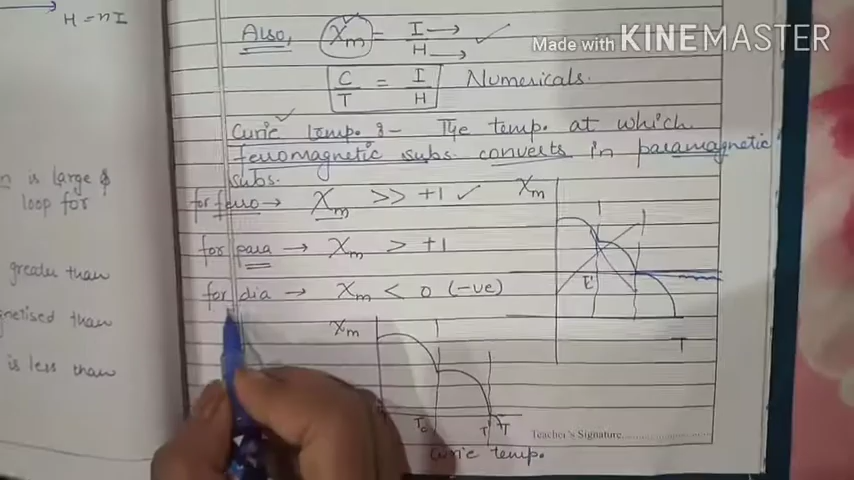 H = nI
n is large &
loop for
greater than
gnetised than
is less than
Also, Xm = I / H
Made with KINEMASTER
C / T = I / H Numericals.
Curie temp. :- The temp. at which
ferromagnetic subs. converts in paramagnetic
subs.
for ferro → Xm >> +1
for para → Xm > +1
for dia → Xm < 0 (-ve)
Xm
E
T
Xm
Tc
T
T
Curie temp.
Teacher's Signature